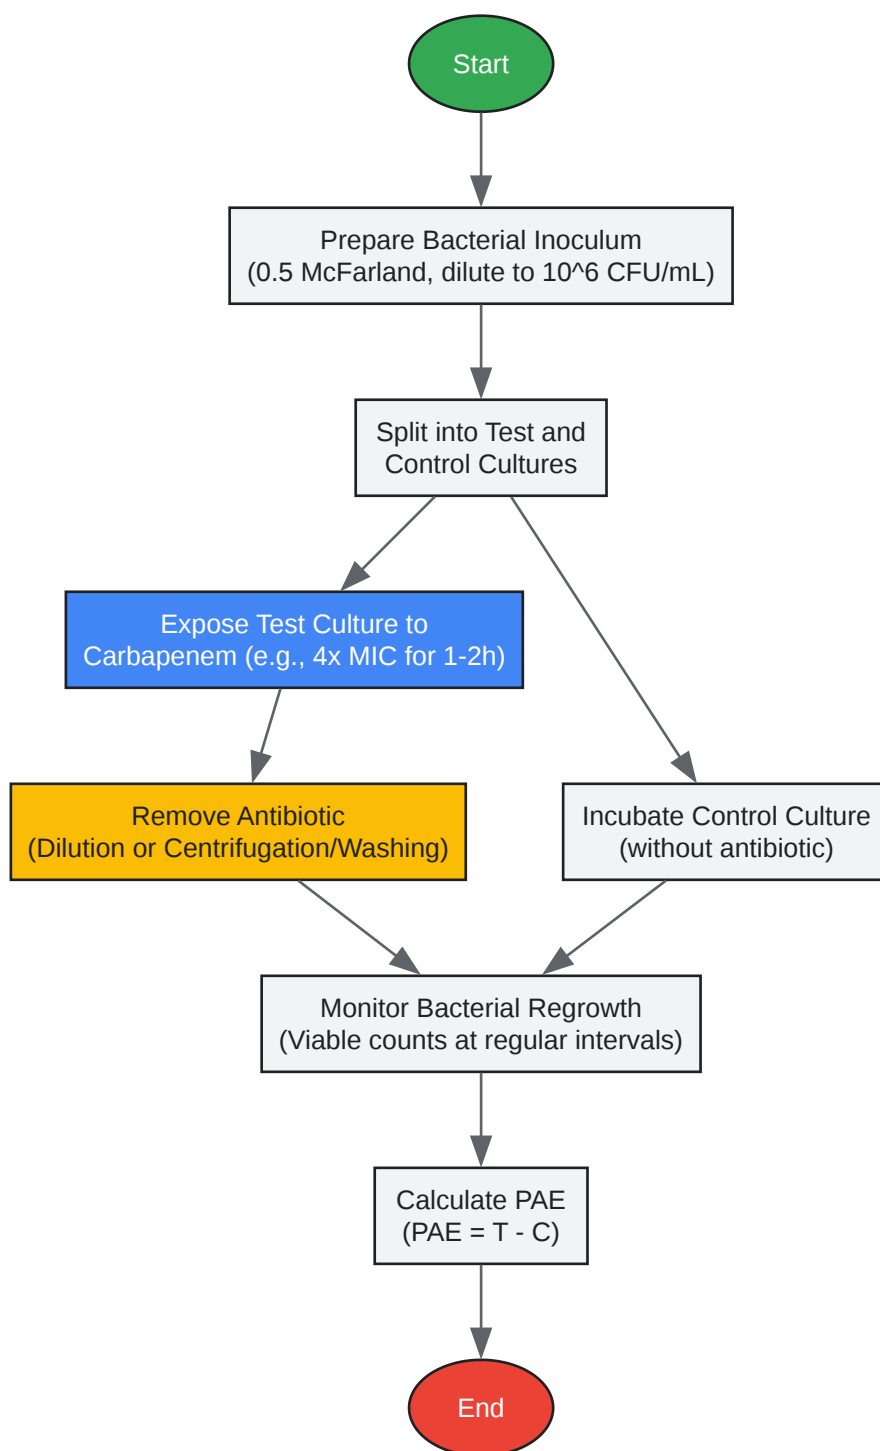 Start
Prepare Bacterial Inoculum
(0.5 McFarland, dilute to 10^6 CFU/mL)
Split into Test and
Control Cultures
Expose Test Culture to
Carbapenem (e.g., 4x MIC for 1-2h)
Remove Antibiotic
(Dilution or Centrifugation/Washing)
Incubate Control Culture
(without antibiotic)
Monitor Bacterial Regrowth
(Viable counts at regular intervals)
Calculate PAE
(PAE = T - C)
End